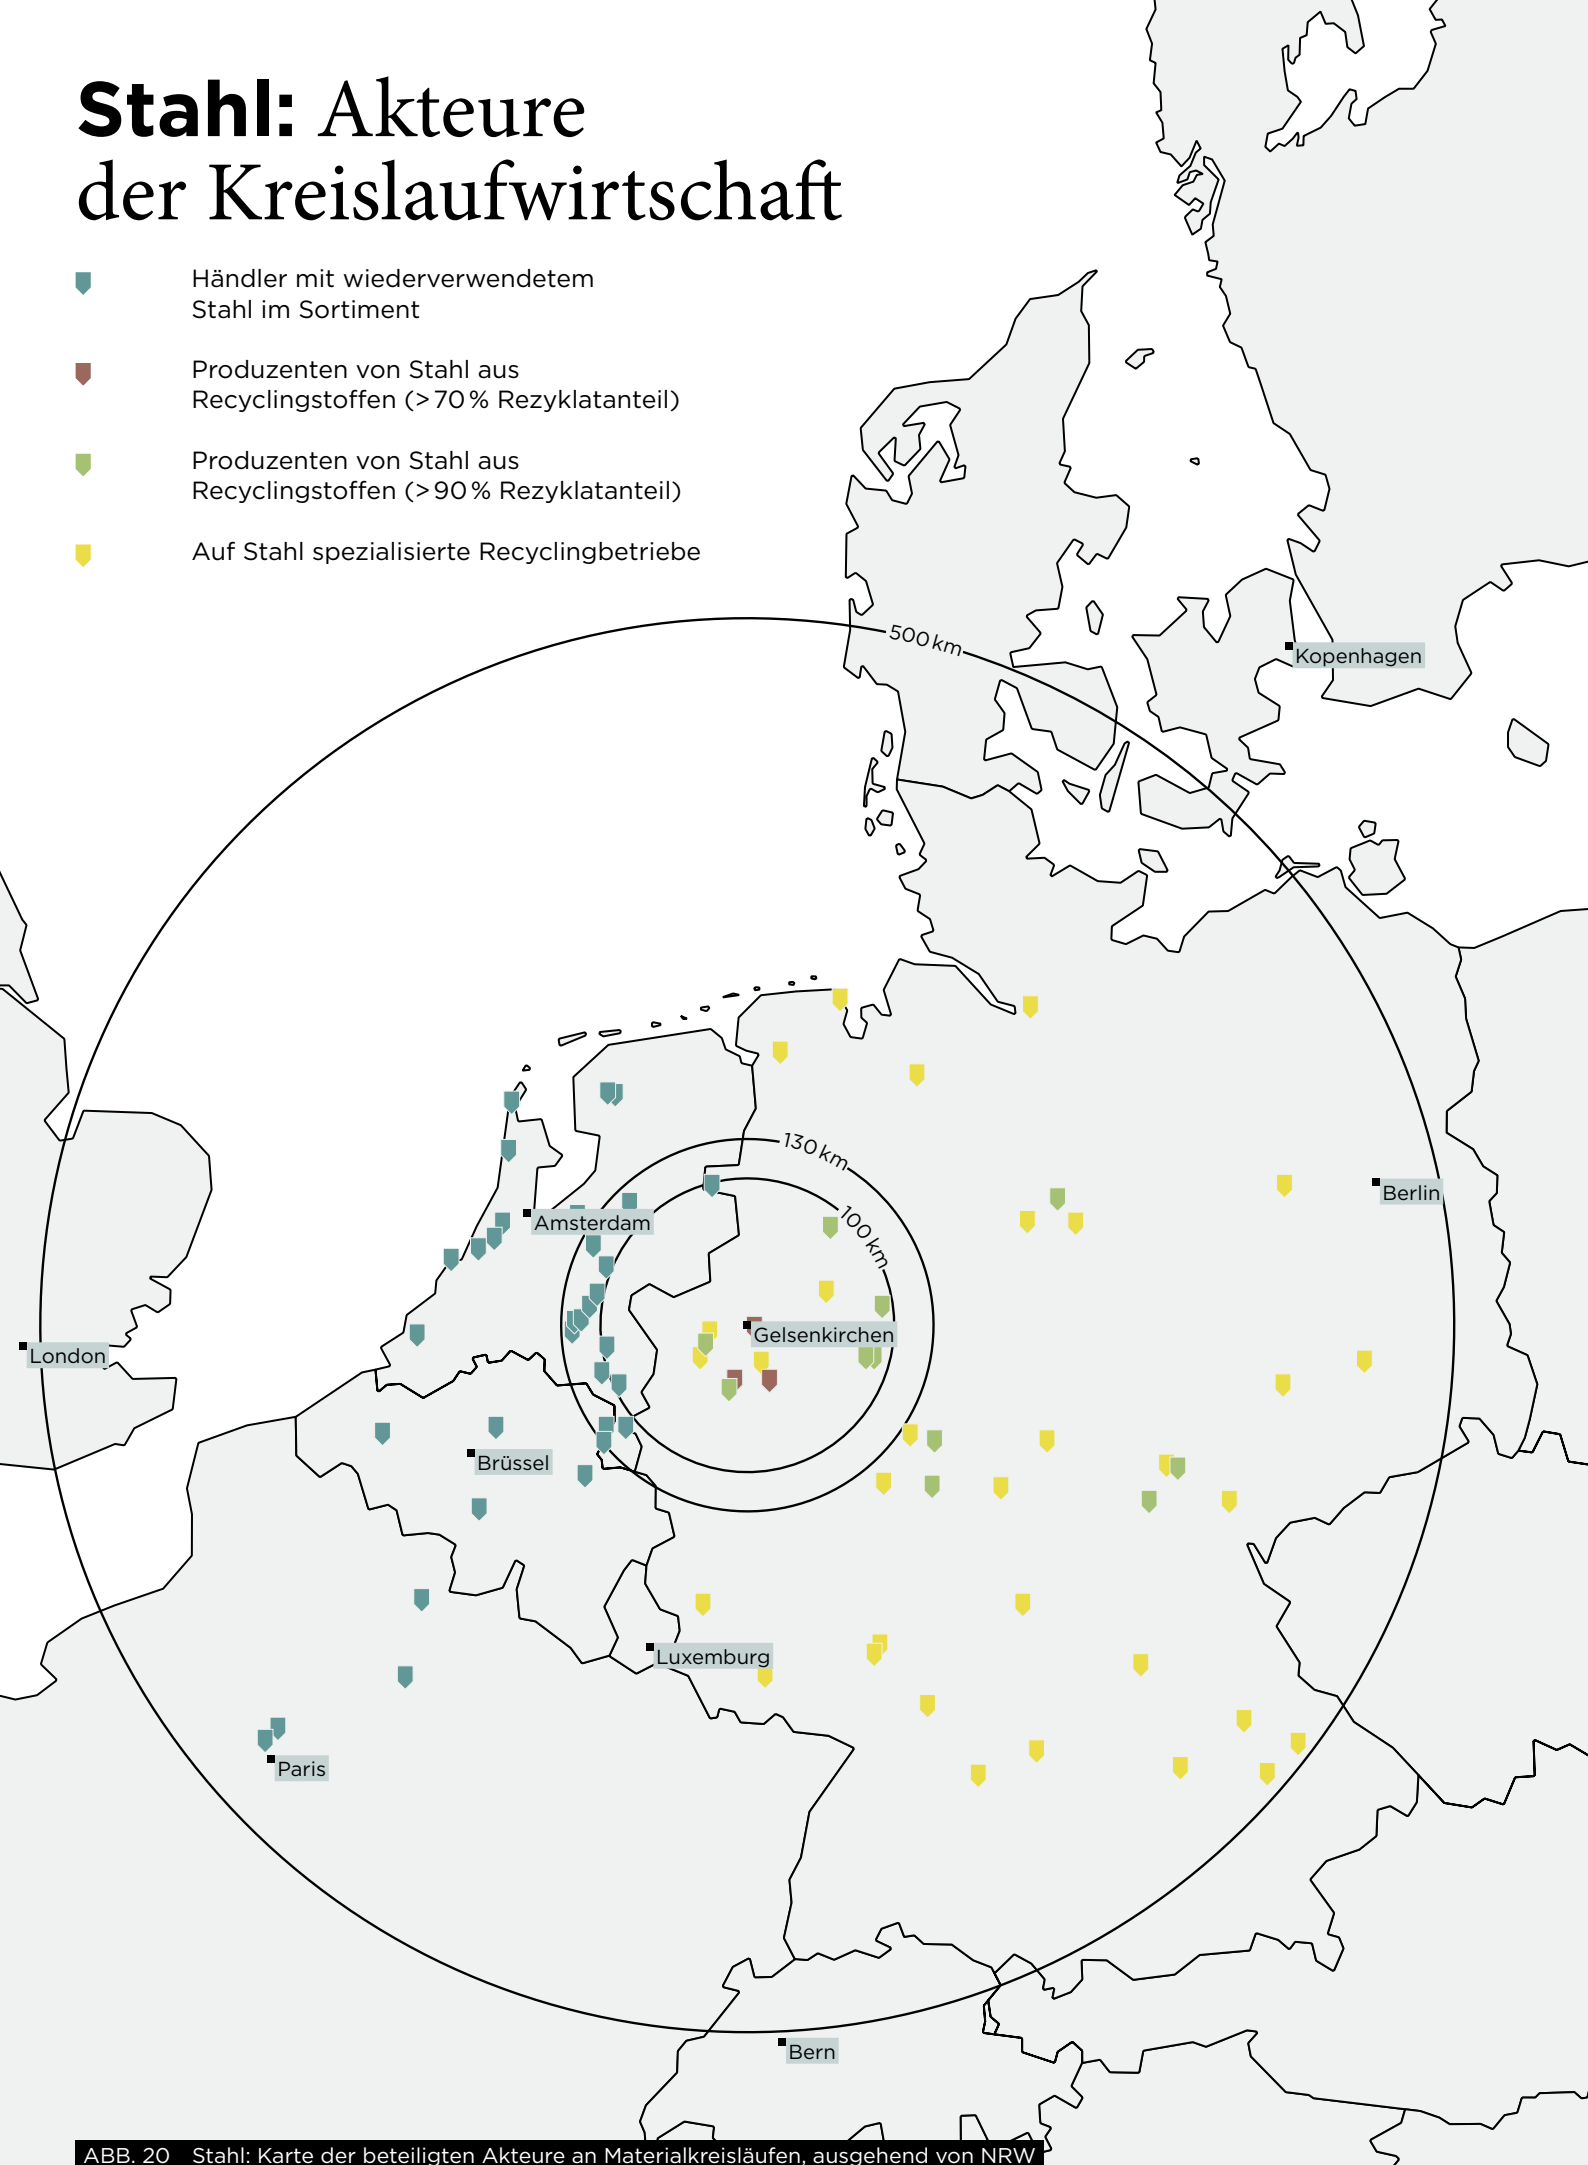 Stahl: Akteure
der Kreislaufwirtschaft
Händler mit wiederverwendetem
Stahl im Sortiment
Produzenten von Stahl aus
Recyclingstoffen (>70 % Rezyklatanteil)
Produzenten von Stahl aus
Recyclingstoffen (>90 % Rezyklatanteil)
Auf Stahl spezialisierte Recyclingbetriebe
500 km
Kopenhagen
130 km
Berlin
100 km
Amsterdam
Gelsenkirchen
London
Brüssel
Luxemburg
Paris
Bern
ABB. 20 Stahl: Karte der beteiligten Akteure an Materialkreisläufen, ausgehend von NRW